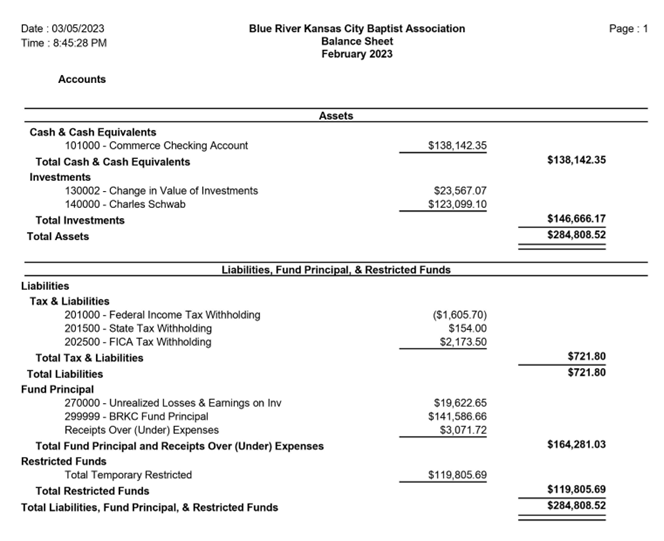 Date : 03/05/2023 Blue River Kansas City Baptist Association Page : 1
Time : 8:45:28 PM Balance Sheet
February 2023
Accounts
Assets
Cash & Cash Equivalents
101000 - Commerce Checking Account $138,142.35
Total Cash & Cash Equivalents $138,142.35
Investments
130002 - Change in Value of Investments $23,567.07
140000 - Charles Schwab $123,099.10
Total Investments $146,666.17
Total Assets $284,808.52
Liabilities, Fund Principal, & Restricted Funds
Liabilities
Tax & Liabilities
201000 - Federal Income Tax Withholding ($1,605.70)
201500 - State Tax Withholding $154.00
202500 - FICA Tax Withholding $2,173.50
Total Tax & Liabilities $721.80
Total Liabilities $721.80
Fund Principal
270000 - Unrealized Losses & Earnings on Inv $19,622.65
299999 - BRKC Fund Principal $141,586.66
Receipts Over (Under) Expenses $3,071.72
Total Fund Principal and Receipts Over (Under) Expenses $164,281.03
Restricted Funds
Total Temporary Restricted $119,805.69
Total Restricted Funds $119,805.69
Total Liabilities, Fund Principal, & Restricted Funds $284,808.52